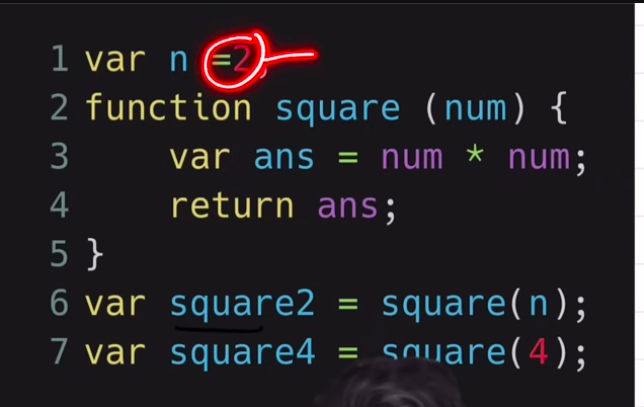 1 var n =2;
2 function square (num) {
3 var ans = num * num;
4 return ans;
5 }
6 var square2 = square(n);
7 var square4 = square(4);